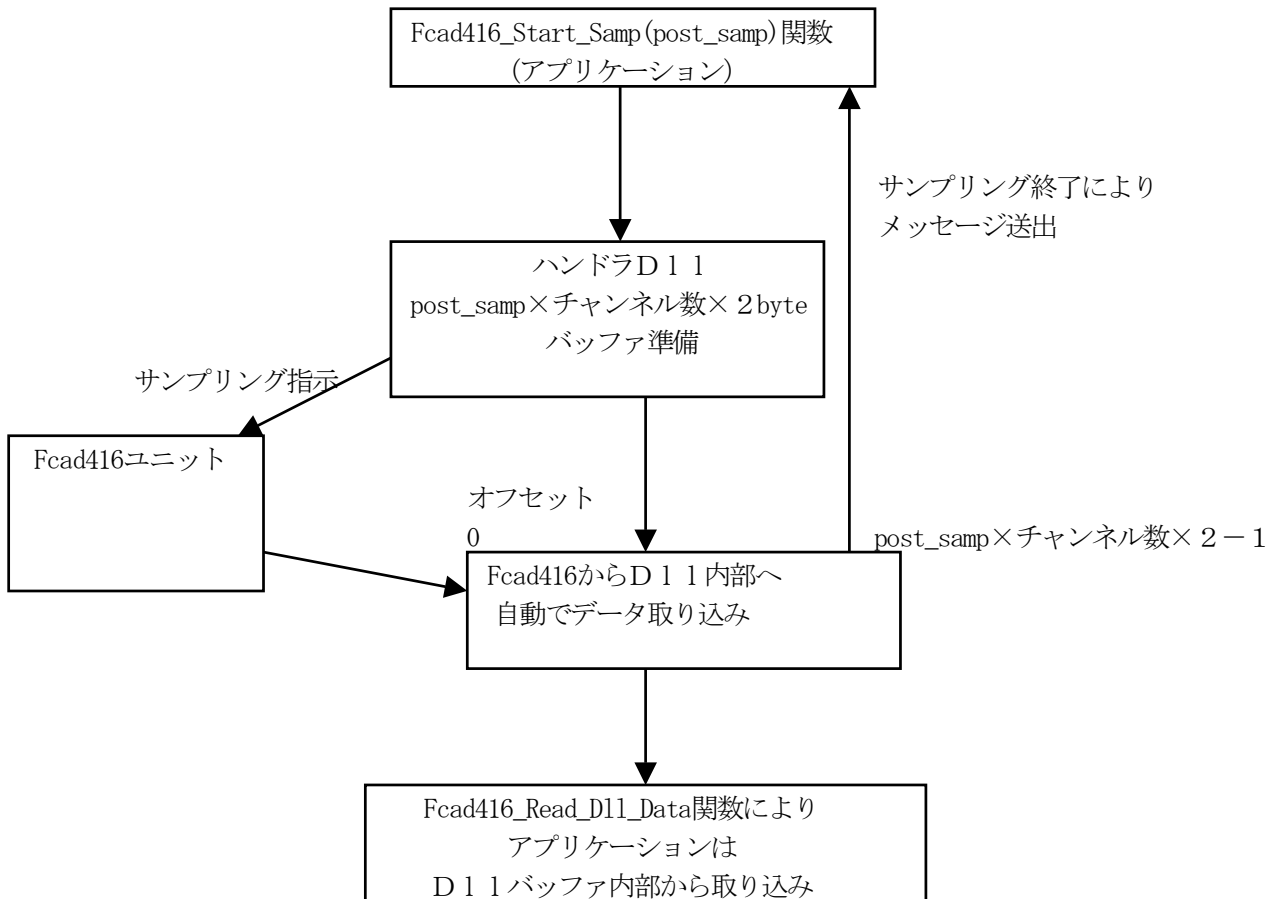 Fcad416_Start_Samp(post_samp)関数
(アプリケーション)
サンプリング終了により
メッセージ送出
ハンドラＤｌｌ
post_samp×チャンネル数×２byte
バッファ準備
サンプリング指示
Fcad416ユニット
オフセット
0
post_samp×チャンネル数×２－１
Fcad416からＤｌｌ内部へ
自動でデータ取り込み
Fcad416_Read_Dll_Data関数により
アプリケーションは
Ｄｌｌバッファ内部から取り込み